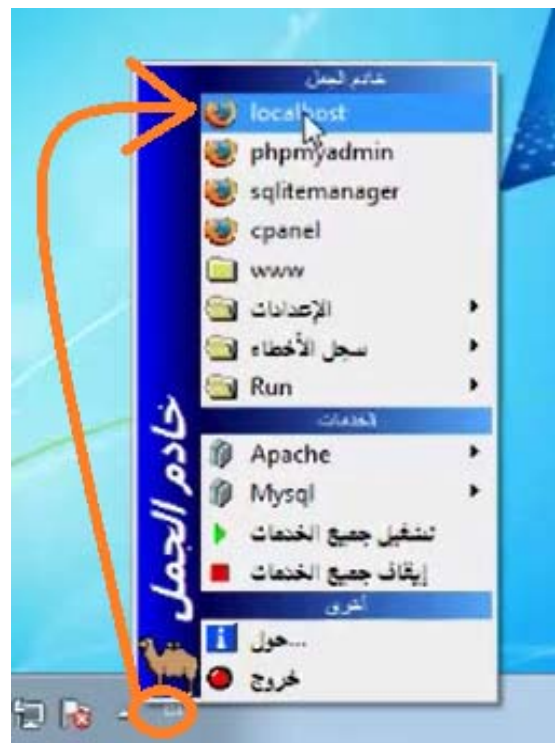 خادم الجمل
localhost
phpmyadmin
sqlitemanager
cpanel
www
الإعدادات
سجل الأخطاء
Run
الخدمات
Apache
Mysql
تشغيل جميع الخدمات
إيقاف جميع الخدمات
أخرى
حول...
خروج
خادم الجمل